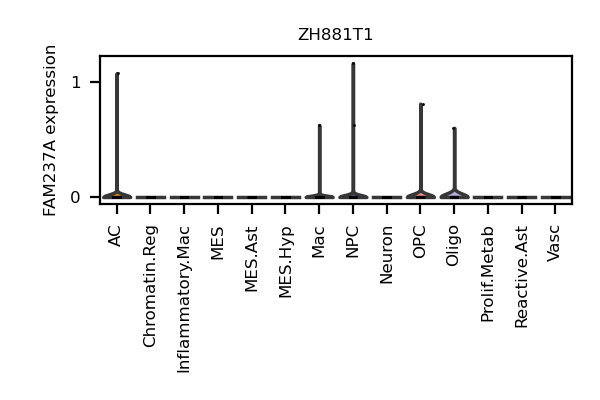 ZH881T1
FAM237A expression
1
0
AC
Chromatin.Reg
Inflammatory.Mac
MES
MES.Ast
MES.Hyp
Mac
NPC
Neuron
OPC
Oligo
Prolif.Metab
Reactive.Ast
Vasc